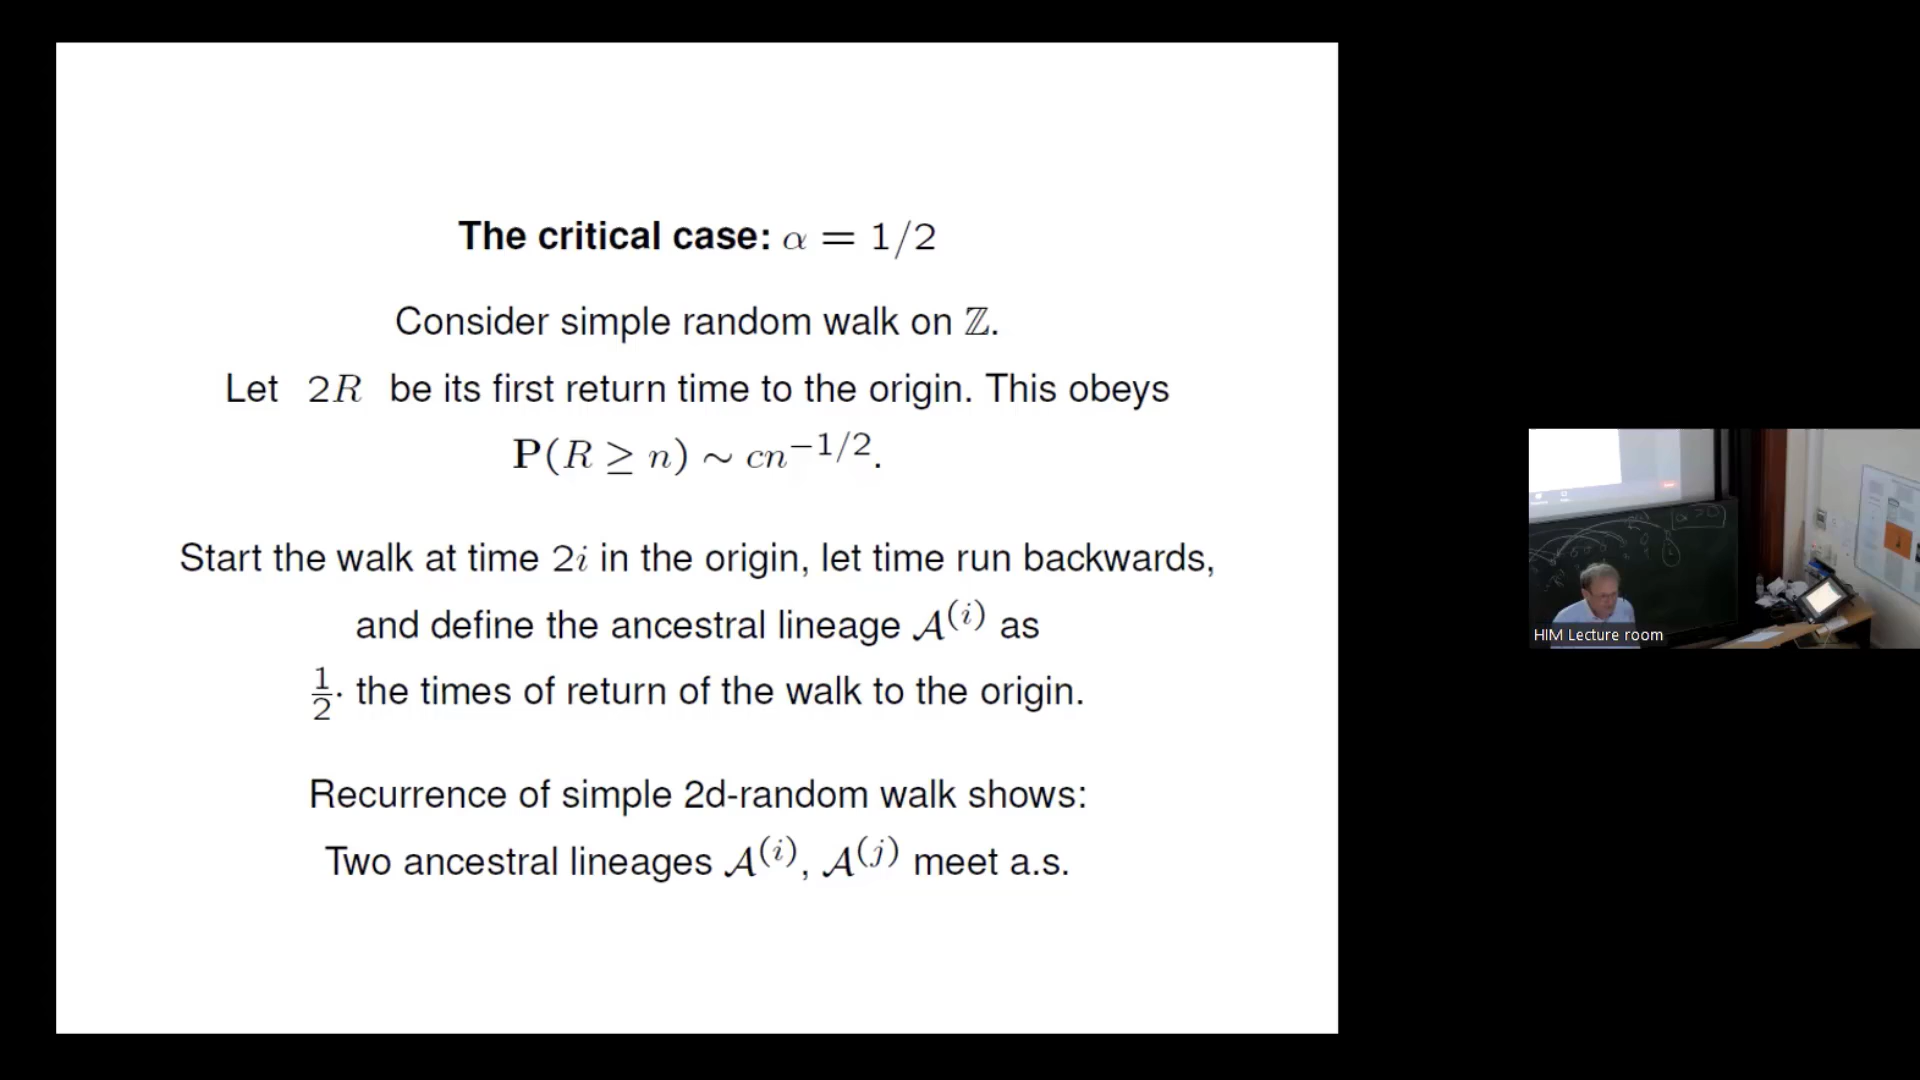 The critical case: α = 1/2
Consider simple random walk on ℤ.
Let 2R be its first return time to the origin. This obeys
P(R ≥ n) ∼ cn^{−1/2}.
Start the walk at time 2i in the origin, let time run backwards,
and define the ancestral lineage 𝒜^{(i)} as
½· the times of return of the walk to the origin.
Recurrence of simple 2d-random walk shows:
Two ancestral lineages 𝒜^{(i)}, 𝒜^{(j)} meet a.s.
HIM Lecture room